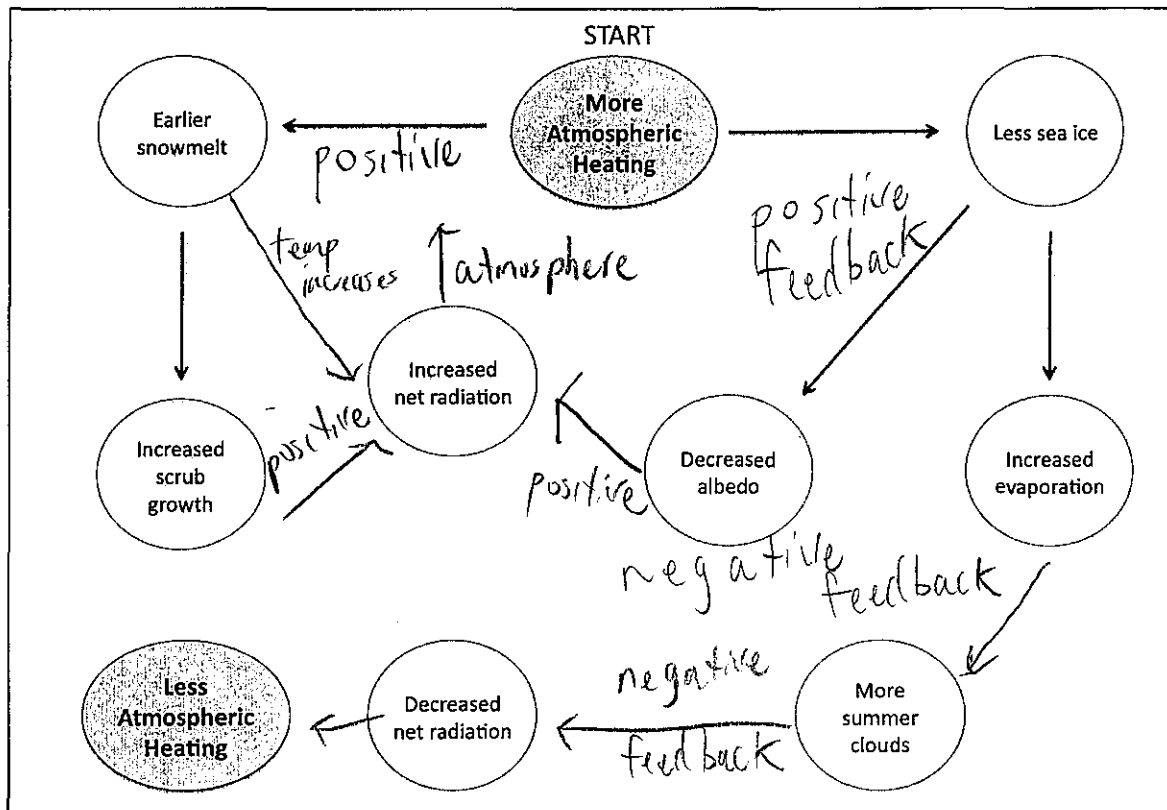 START
More
Atmospheric
Heating
Earlier
snowmelt
positive
Less sea ice
positive
feedback
temp
increases
atmosphere
Increased
net radiation
positive
Increased
scrub
growth
Decreased
albedo
positive
Increased
evaporation
negative
feedback
negative
feedback
Less
Atmospheric
Heating
Decreased
net radiation
More
summer
clouds